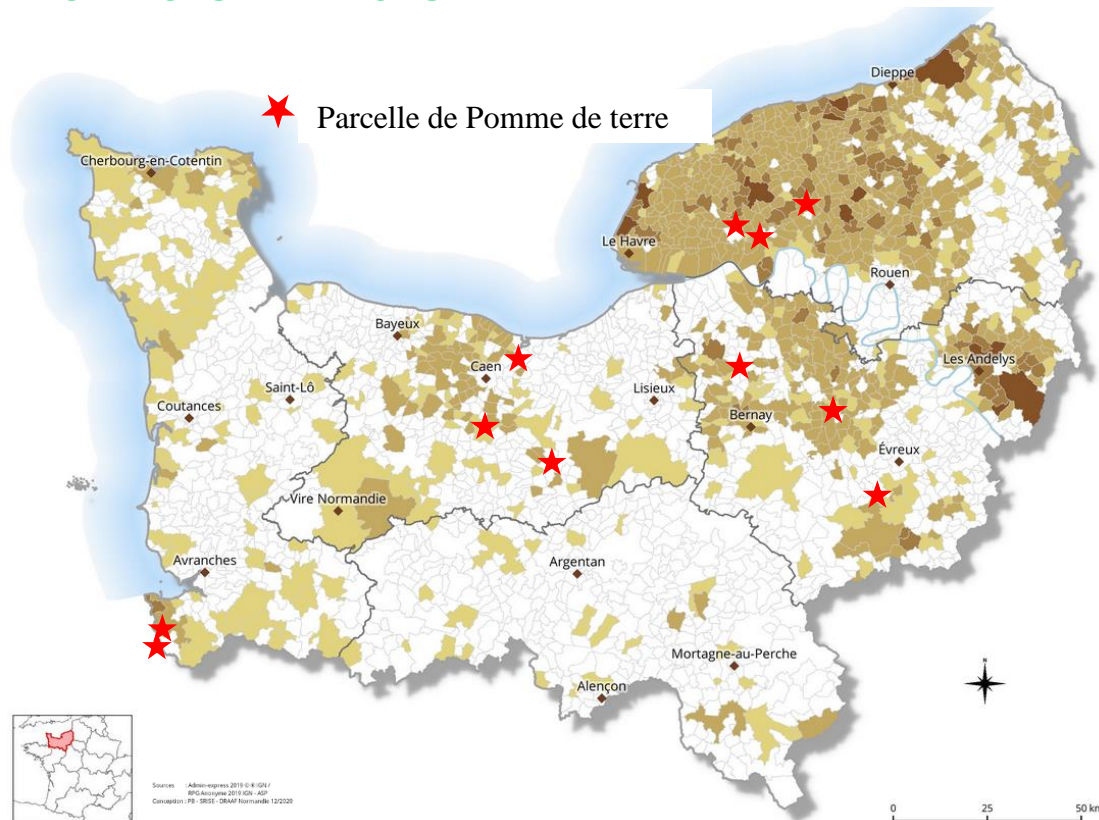 Parcelle de Pomme de terre
Dieppe
Cherbourg-en-Cotentin
Le Havre
Rouen
Bayeux
Caen
Les Andelys
Saint-Lô
Lisieux
Coutances
Bernay
Évreux
Vire Normandie
Avranches
Argentan
Mortagne-au-Perche
Alençon
N
Sources : Admin-express 2019 © ® IGN /
RPG Anonyme 2019 IGN - ASP
Conception : PB - SRISE - DRAAF Normandie 12/2020
0 25 50 km